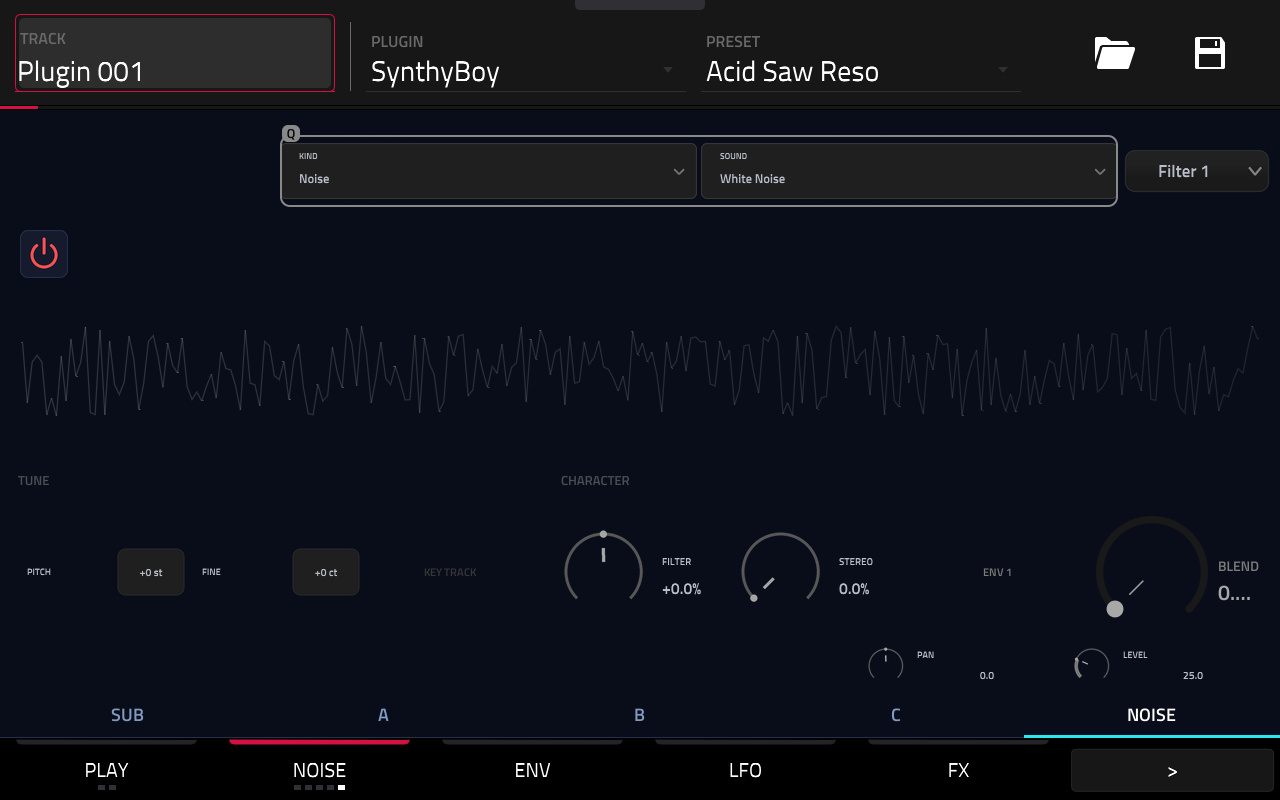 TRACK
Plugin 001
PLUGIN
SynthyBoy
PRESET
Acid Saw Reso
Q
KIND
Noise
SOUND
White Noise
Filter 1
TUNE
CHARACTER
PITCH
+0 st
FINE
+0 ct
KEY TRACK
FILTER
+0.0%
STEREO
0.0%
ENV 1
BLEND
0....
PAN
0.0
LEVEL
25.0
SUB
A
B
C
NOISE
PLAY
NOISE
ENV
LFO
FX
>